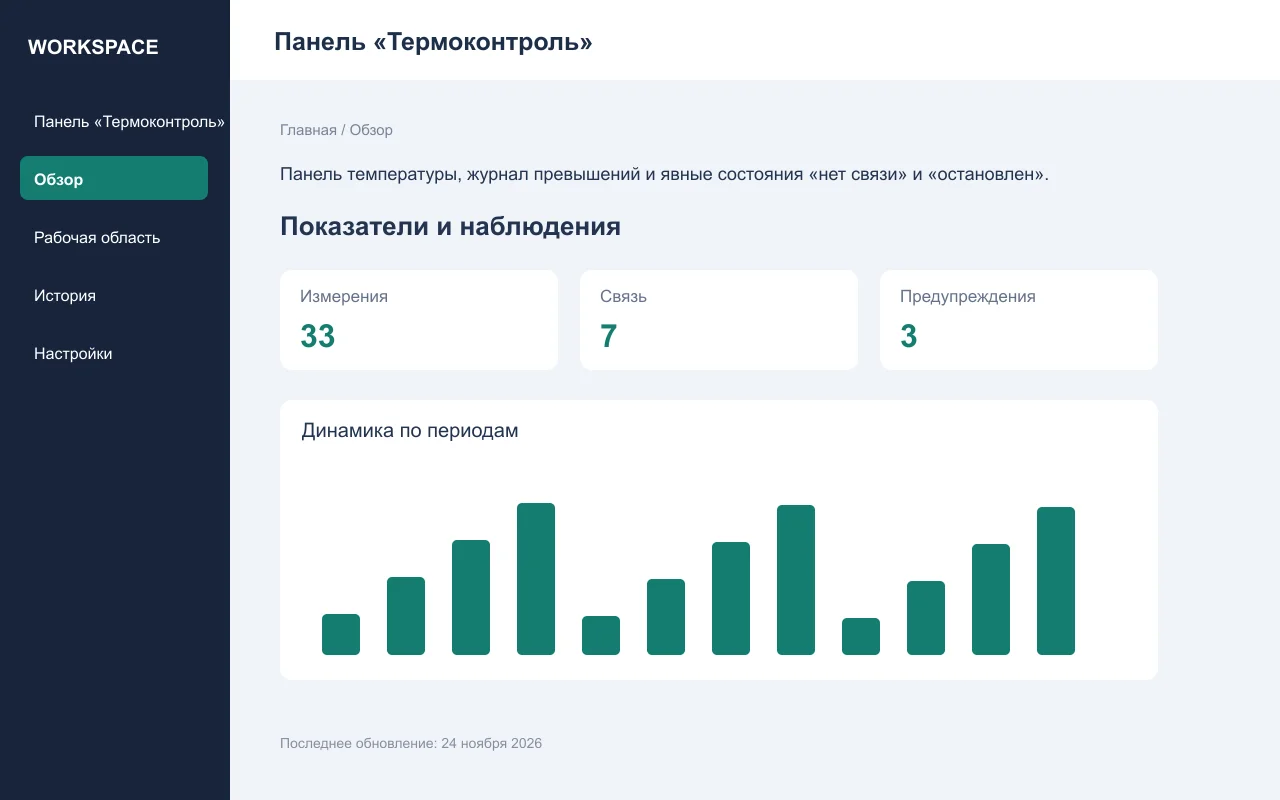 WORKSPACE
Панель «Термоконтроль»
Обзор
Рабочая область
История
Настройки
Панель «Термоконтроль»
Главная / Обзор
Панель температуры, журнал превышений и явные состояния «нет связи» и «остановлен».
Показатели и наблюдения
Измерения
33
Связь
7
Предупреждения
3
Динамика по периодам
Последнее обновление: 24 ноября 2026